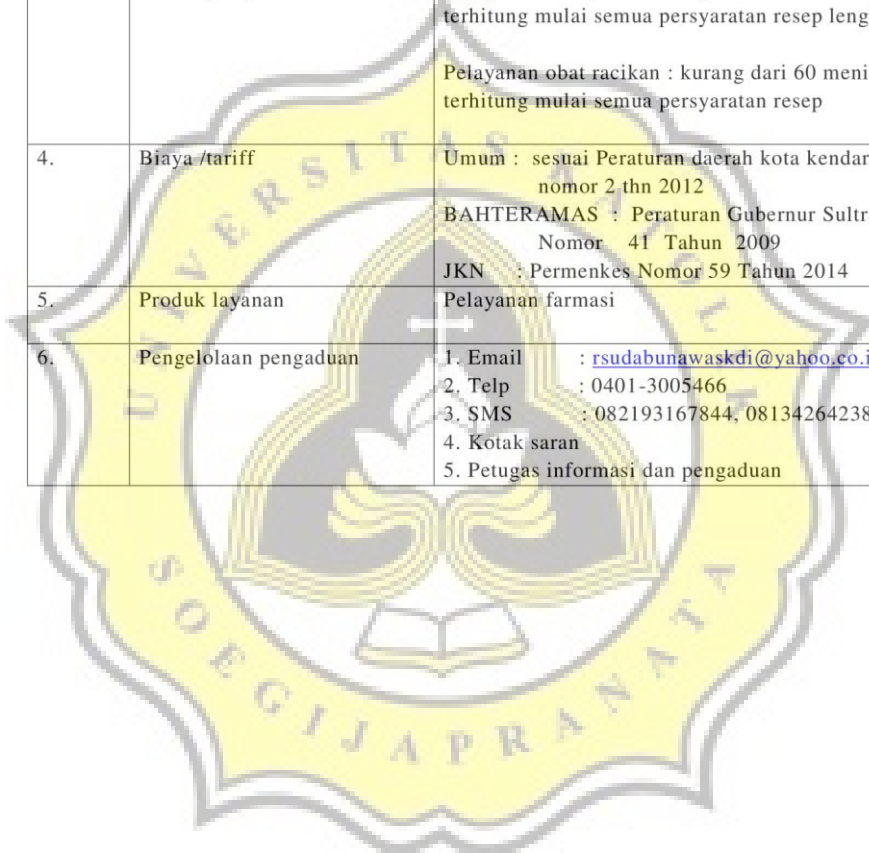 terhitung mulai semua persyaratan resep leng
Pelayanan obat racikan : kurang dari 60 meni
terhitung mulai semua persyaratan resep
4. Biaya /tariff Umum : sesuai Peraturan daerah kota kendar
nomor 2 thn 2012
BAHTERAMAS : Peraturan Gubernur Sultr
Nomor 41 Tahun 2009
JKN : Permenkes Nomor 59 Tahun 2014
5. Produk layanan Pelayanan farmasi
6. Pengelolaan pengaduan 1. Email : rsudabunawaskdi@yahoo.co.i
2. Telp : 0401-3005466
3. SMS : 082193167844, 08134264238
4. Kotak saran
5. Petugas informasi dan pengaduan
UNIVERSITAS KATOLIK
SOEGIJAPRANATA